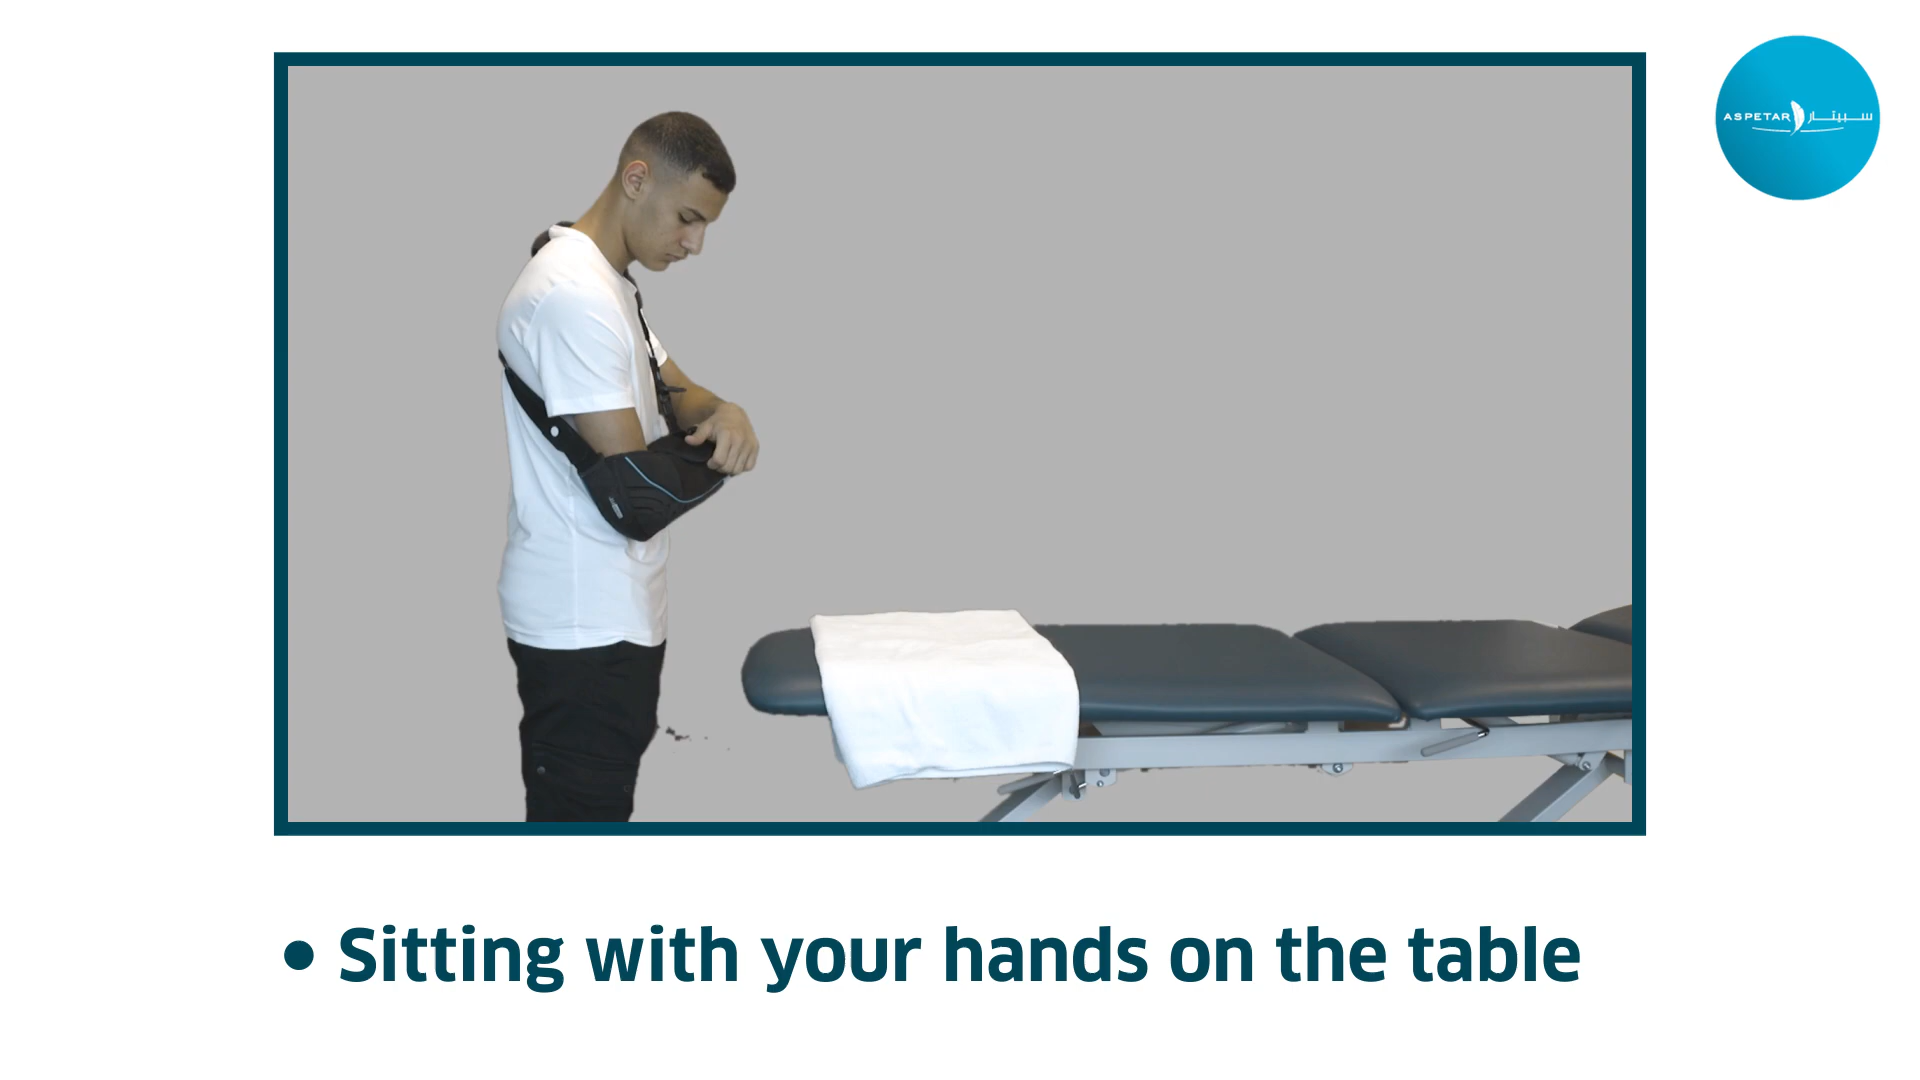 ASPETAR سبيتار
• Sitting with your hands on the table